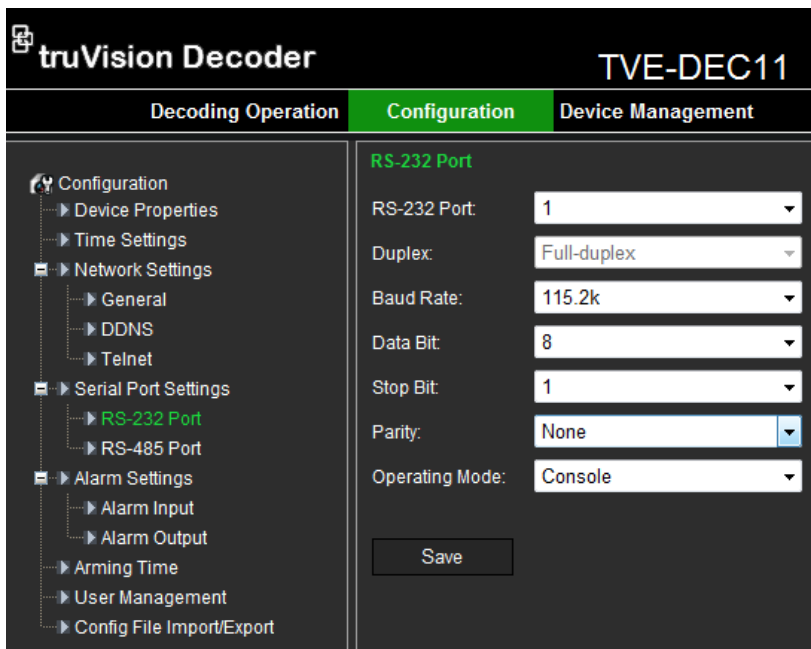 truVision Decoder
TVE-DEC11
Decoding Operation
Configuration
Device Management
Configuration
Device Properties
Time Settings
Network Settings
General
DDNS
Telnet
Serial Port Settings
RS-232 Port
RS-485 Port
Alarm Settings
Alarm Input
Alarm Output
Arming Time
User Management
Config File Import/Export
RS-232 Port
RS-232 Port: 1
Duplex: Full-duplex
Baud Rate: 115.2k
Data Bit: 8
Stop Bit: 1
Parity: None
Operating Mode: Console
Save